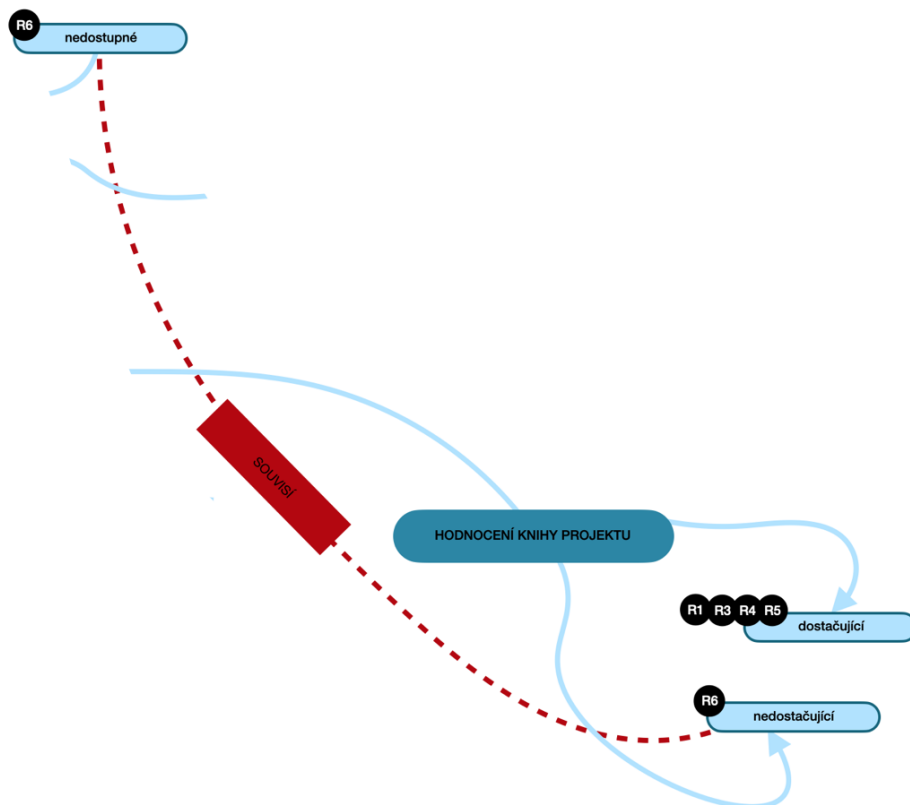 R6
nedostupné
SOUVISÍ
HODNOCENÍ KNIHY PROJEKTU
R1 R3 R4 R5
dostačující
R6
nedostačující